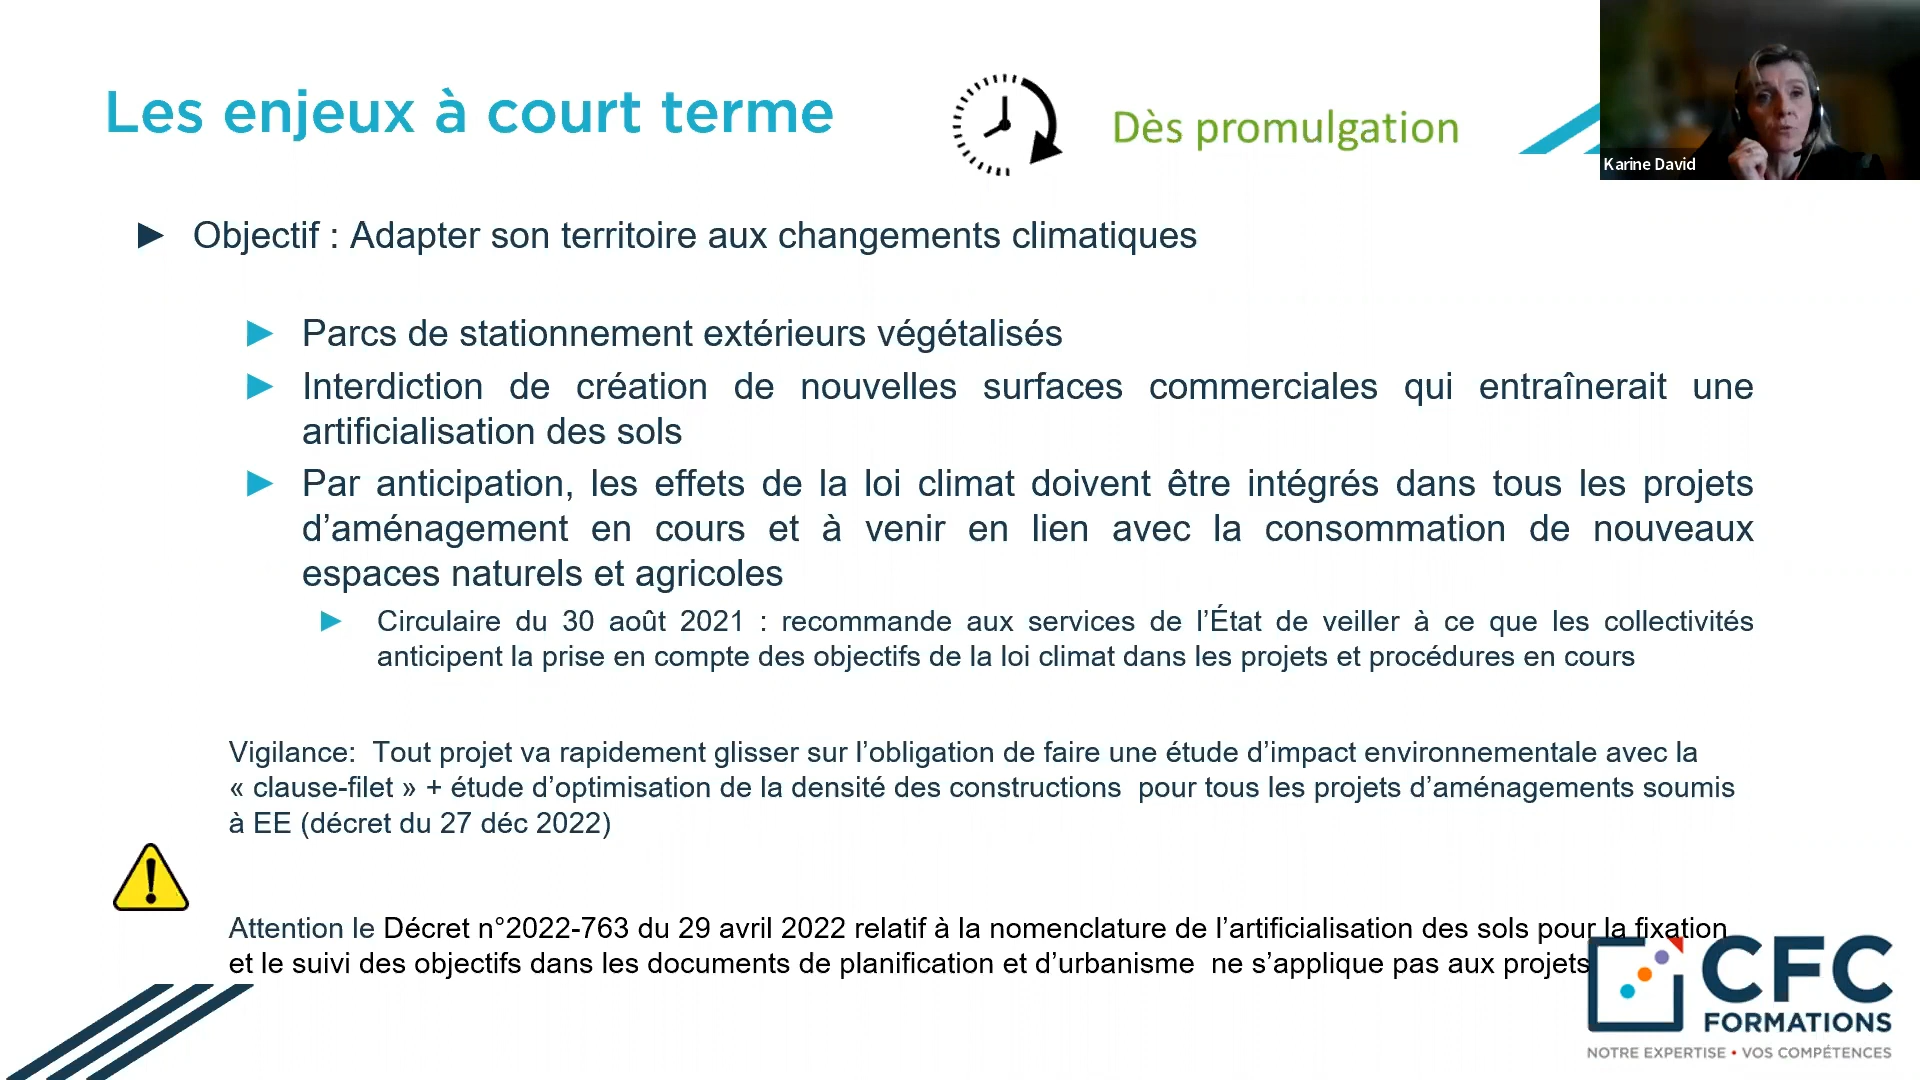 Les enjeux à court terme
Dès promulgation
Karine David
Objectif : Adapter son territoire aux changements climatiques
Parcs de stationnement extérieurs végétalisés
Interdiction de création de nouvelles surfaces commerciales qui entraînerait une
artificialisation des sols
Par anticipation, les effets de la loi climat doivent être intégrés dans tous les projets
d’aménagement en cours et à venir en lien avec la consommation de nouveaux
espaces naturels et agricoles
Circulaire du 30 août 2021 : recommande aux services de l’État de veiller à ce que les collectivités
anticipent la prise en compte des objectifs de la loi climat dans les projets et procédures en cours
Vigilance: Tout projet va rapidement glisser sur l’obligation de faire une étude d’impact environnementale avec la
« clause-filet » + étude d’optimisation de la densité des constructions pour tous les projets d’aménagements soumis
à EE (décret du 27 déc 2022)
Attention le Décret n°2022-763 du 29 avril 2022 relatif à la nomenclature de l’artificialisation des sols pour la fixation
et le suivi des objectifs dans les documents de planification et d’urbanisme ne s’applique pas aux projets
CFC
FORMATIONS
NOTRE EXPERTISE • VOS COMPÉTENCES